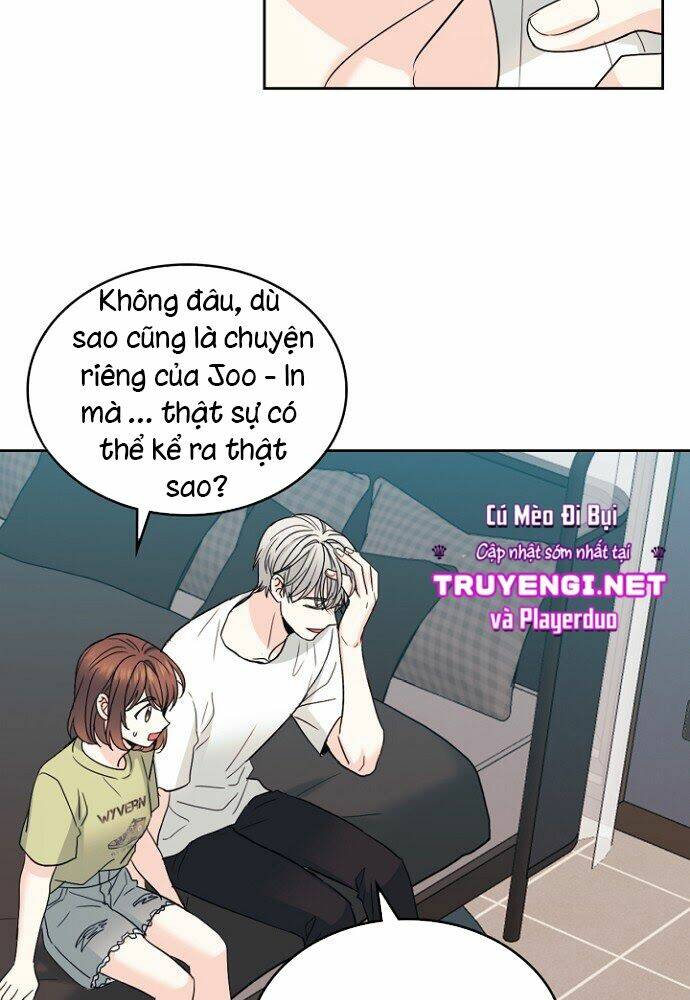 Không đâu, dù
sao cũng là chuyện
riêng của Joo - In
mà ... thật sự có
thể kể ra thật
sao?
Cú Mèo Đi Bụi
Cập nhật sớm nhất tại
TRUYENGI.NET
và Playerduo
WYVERN